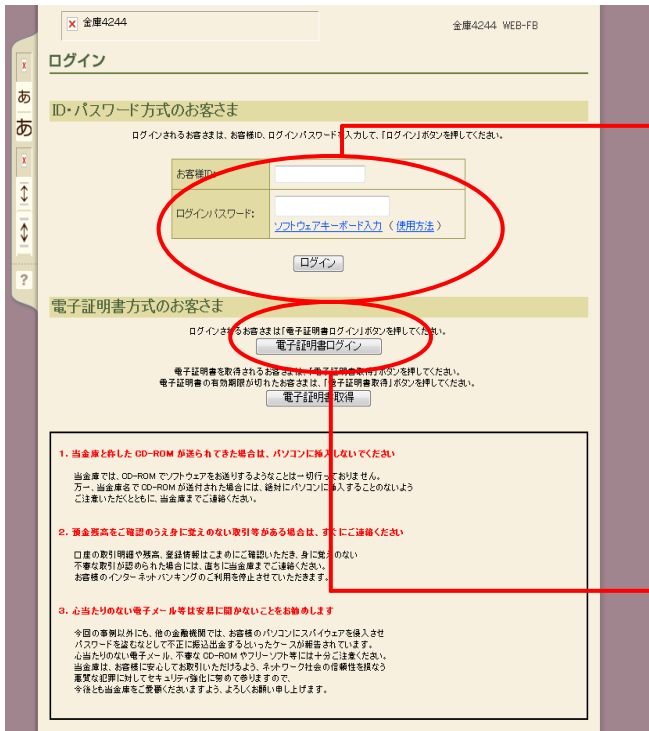 金庫4244
金庫4244 WEB-FB
ログイン
あ
あ
?
ID・パスワード方式のお客さま
ログインされるお客さまは、お客様ID、ログインパスワードを入力して、「ログイン」ボタンを押してください。
お客様ID:
ログインパスワード:
ソフトウェアキーボード入力 （ 使用方法 ）
ログイン
電子証明書方式のお客さま
ログインされるお客さまは「電子証明書ログイン」ボタンを押してください。
電子証明書ログイン
電子証明書を取得されるお客さまは、「電子証明書取得」ボタンを押してください。
電子証明書の有効期限が切れたお客さまは、「電子証明書取得」ボタンを押してください。
電子証明書取得
1. 当金庫と称した CD-ROM が送られてきた場合は、パソコンに挿入しないでください
当金庫では、CD-ROM でソフトウェアをお送りするようなことは一切行っておりません。
万一、当金庫名で CD-ROM が送付された場合には、絶対にパソコンに挿入することのないよう
ご注意いただくとともに、当金庫までご連絡ください。
2. 預金残高をご確認のうえ身に覚えのない取引等がある場合は、すぐにご連絡ください
口座の取引明細や残高、登録情報はこまめにご確認いただき、身に覚えのない
不審な取引が認められた場合には、直ちに当金庫までご連絡ください。
お客様のインターネットバンキングのご利用を停止させていただきます。
3. 心当たりのない電子メール等は安易に開かないことをお勧めします
今回の事例以外にも、他の金融機関では、お客様のパソコンにスパイウェアを侵入させ
パスワードを盗むなどして不正に振込出金するといったケースが報告されています。
心当たりのない電子メール、不審な CD-ROM やフリーソフト等には十分ご注意ください。
当金庫は、お客様に安心してお取引いただけるよう、ネットワーク社会の信頼性を損なう
悪質な犯罪に対してセキュリティ強化に努めて参りますので、
今後とも当金庫をご愛顧くださいますよう、よろしくお願い申し上げます。